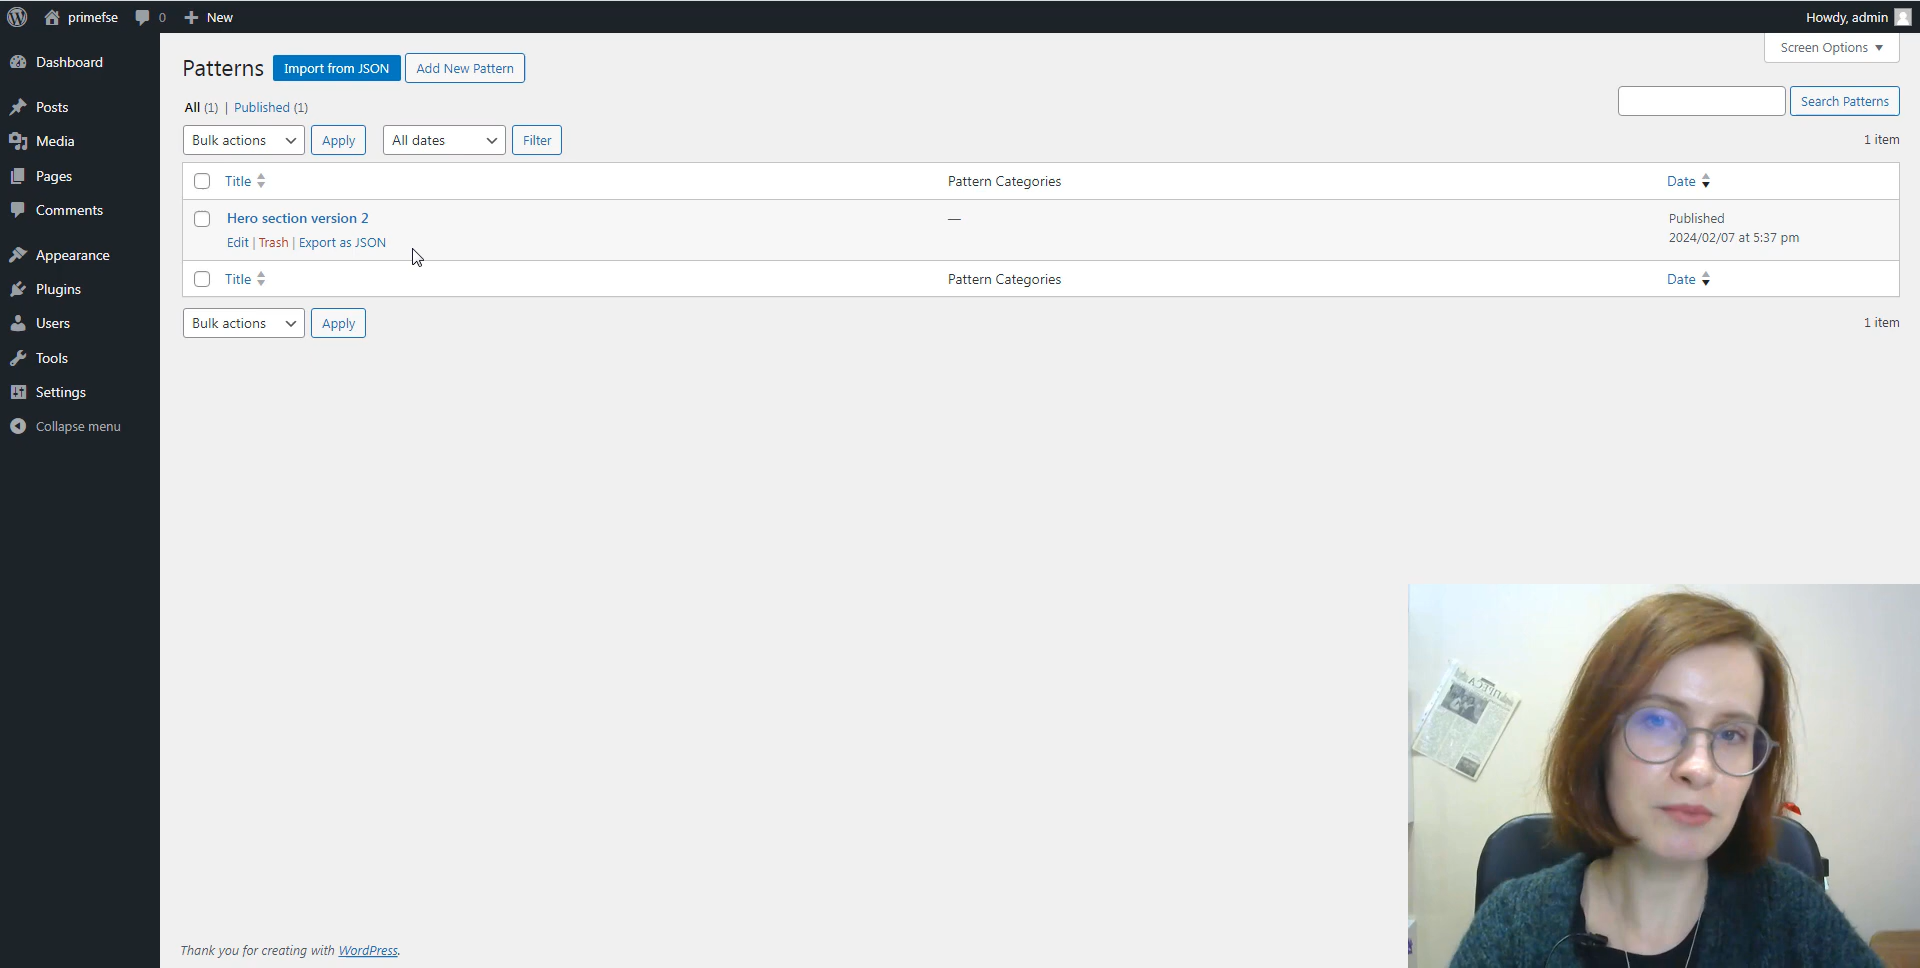 primefse 0 New Howdy, admin
Screen Options
Dashboard
Posts
Media
Pages
Comments
Appearance
Plugins
Users
Tools
Settings
Collapse menu
Patterns Import from JSON Add New Pattern
All (1) | Published (1)
Search Patterns
Bulk actions Apply All dates Filter 1 item
Title Pattern Categories Date
Hero section version 2 — Published
Edit | Trash | Export as JSON 2024/02/07 at 5:37 pm
Title Pattern Categories Date
Bulk actions Apply 1 item
Thank you for creating with WordPress.